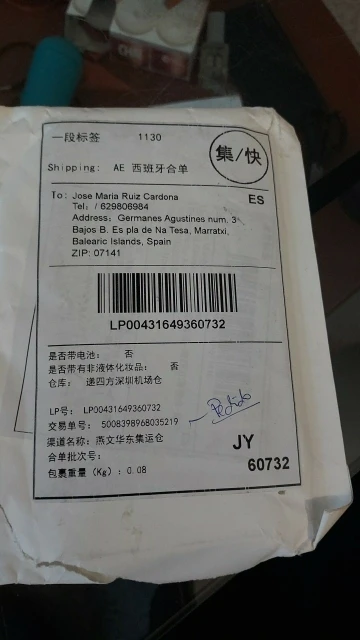 一段标签 1130
集/快
Shipping: AE 西班牙合单
To: Jose Maria Ruiz Cardona ES
Tel: / 629806984
Address: Germanes Agustines num. 3
Bajos B. Es pla de Na Tesa, Marratxi,
Balearic Islands, Spain
ZIP: 07141
LP00431649360732
是否带电池: 否
是否带有非液体化妆品: 否
仓库: 递四方深圳机场仓
LP号: LP00431649360732
Pedido
交易单号: 5008398968035219
渠道名称: 燕文华东集运仓 JY
合单批次号:
60732
包裹重量 (Kg) : 0.08